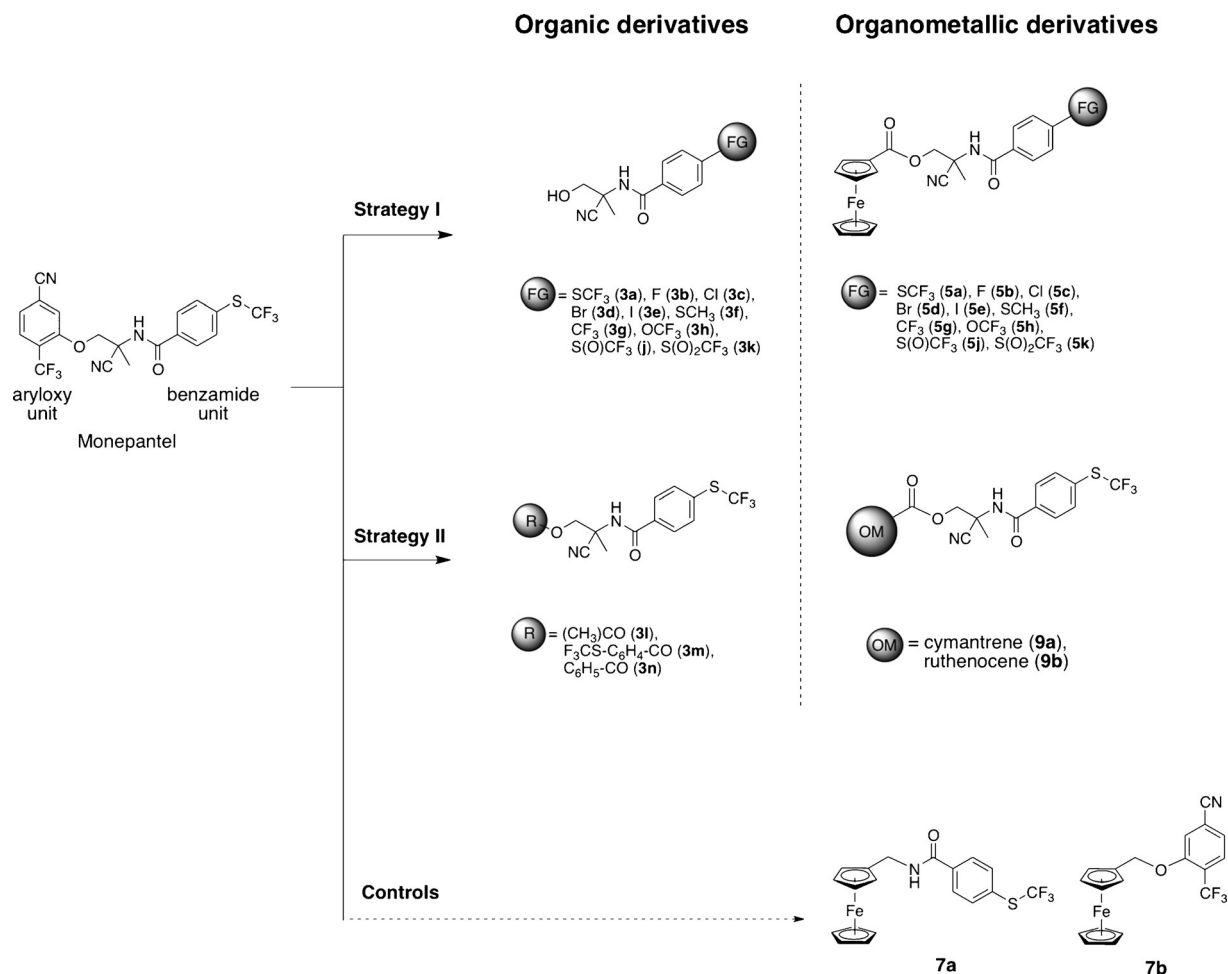 Organic derivatives
Organometallic derivatives
Strategy I
HO
NC
H
N
O
FG
O
O
NC
H
N
O
FG
Fe
FG = SCF3 (3a), F (3b), Cl (3c),
Br (3d), I (3e), SCH3 (3f),
CF3 (3g), OCF3 (3h),
S(O)CF3 (j), S(O)2CF3 (3k)
FG = SCF3 (5a), F (5b), Cl (5c),
Br (5d), I (5e), SCH3 (5f),
CF3 (5g), OCF3 (5h),
S(O)CF3 (5j), S(O)2CF3 (5k)
CN
O
CF3
NC
H
N
O
S
CF3
aryloxy
unit
benzamide
unit
Monepantel
Strategy II
R
O
NC
H
N
O
S
CF3
OM
O
O
NC
H
N
O
S
CF3
R = (CH3)CO (3l),
F3CS-C6H4-CO (3m),
C6H5-CO (3n)
OM = cymantrene (9a),
ruthenocene (9b)
Controls
O
N
H
S
CF3
Fe
7a
CN
O
CF3
Fe
7b